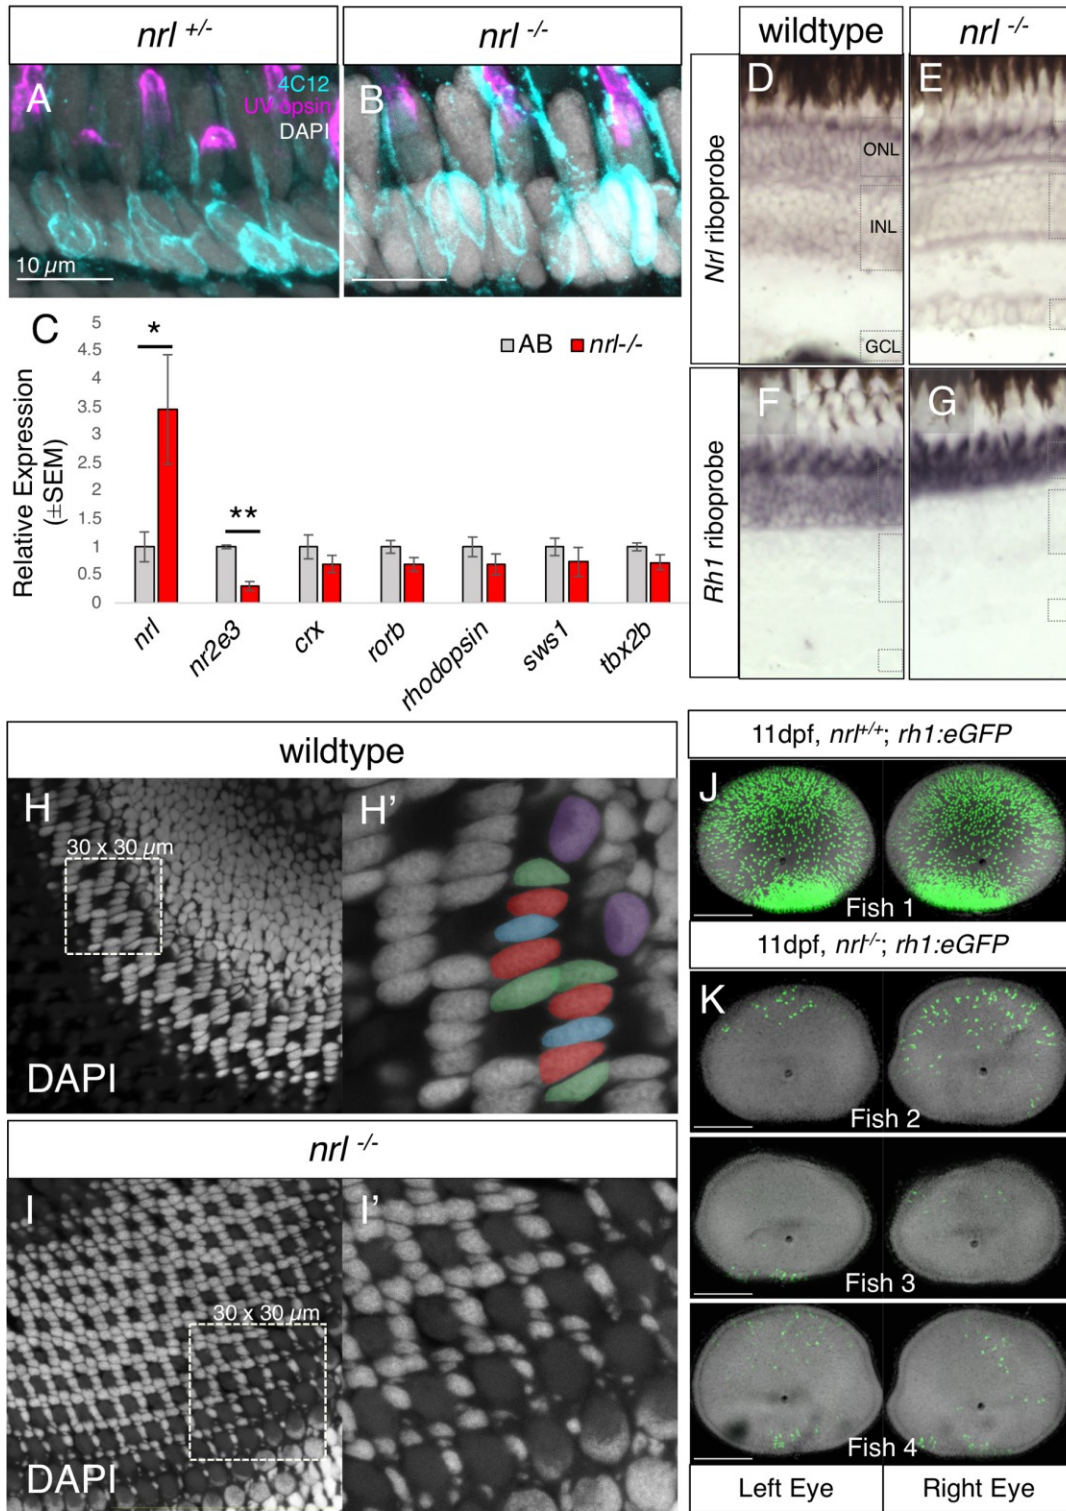 nrl +/-
nrl -/-
A
4C12
UV-opsin
DAPI
10 µm
B
wildtype
nrl -/-
Nrl riboprobe
D
ONL
INL
GCL
E
Rh1 riboprobe
F
G
C
Relative Expression
(±SEM)
5
4.5
4
3.5
3
2.5
2
1.5
1
0.5
0
*
**
AB
nrl-/-
nrl
nr2e3
crx
rorb
rhodopsin
sws1
tbx2b
wildtype
H
30 x 30 µm
DAPI
H'
nrl -/-
I
30 x 30 µm
DAPI
I'
11dpf, nrl+/+; rh1:eGFP
J
Fish 1
11dpf, nrl-/-; rh1:eGFP
K
Fish 2
Fish 3
Fish 4
Left Eye
Right Eye